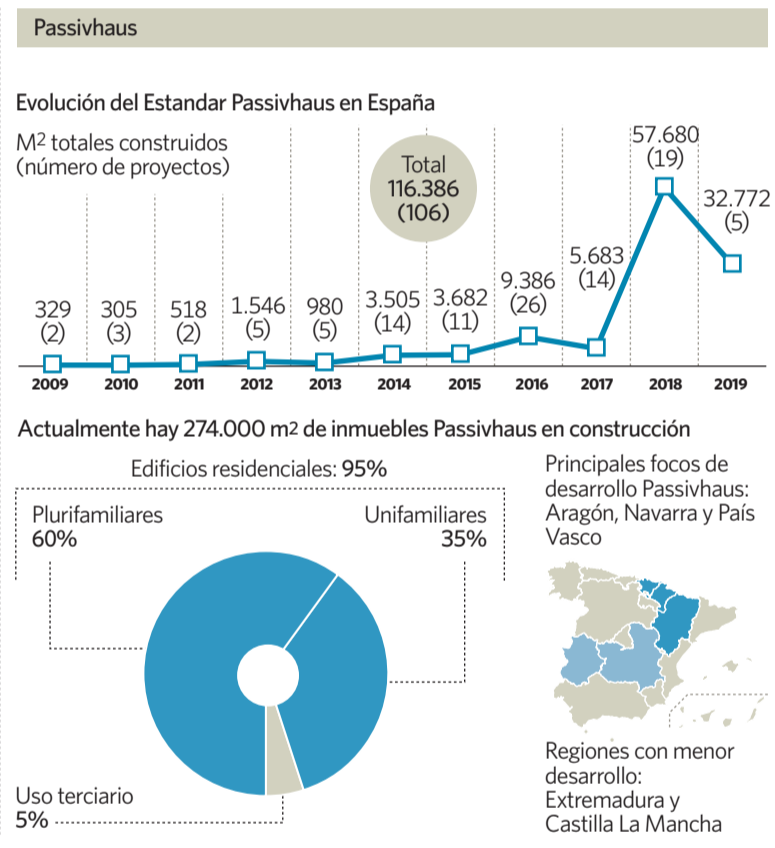 Passivhaus
Evolución del Estandar Passivhaus en España
M2 totales construidos
(número de proyectos)
Total
116.386
(106)
329
(2)
305
(3)
518
(2)
1.546
(5)
980
(5)
3.505
(14)
3.682
(11)
9.386
(26)
5.683
(14)
57.680
(19)
32.772
(5)
2009 2010 2011 2012 2013 2014 2015 2016 2017 2018 2019
Actualmente hay 274.000 m2 de inmuebles Passivhaus en construcción
Edificios residenciales: 95%
Plurifamiliares
60%
Unifamiliares
35%
Uso terciario
5%
Principales focos de
desarrollo Passivhaus:
Aragón, Navarra y País
Vasco
Regiones con menor
desarrollo:
Extremadura y
Castilla La Mancha